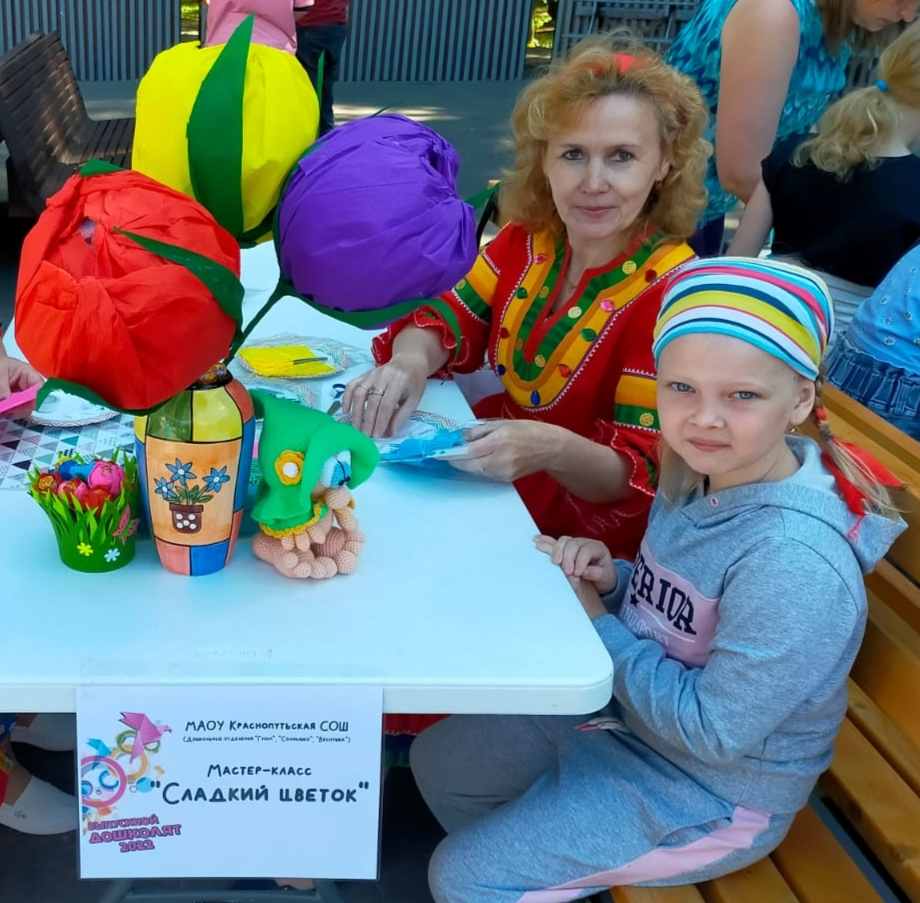 МАОУ Краснопутьская СОШ
(Дошкольные отделения "Гном", "Солнышко", "Веснянка")
Мастер-класс
"Сладкий цветок"
ВЫПУСКНОЙ
ДОШКОЛЯТ
2022
ERIOR